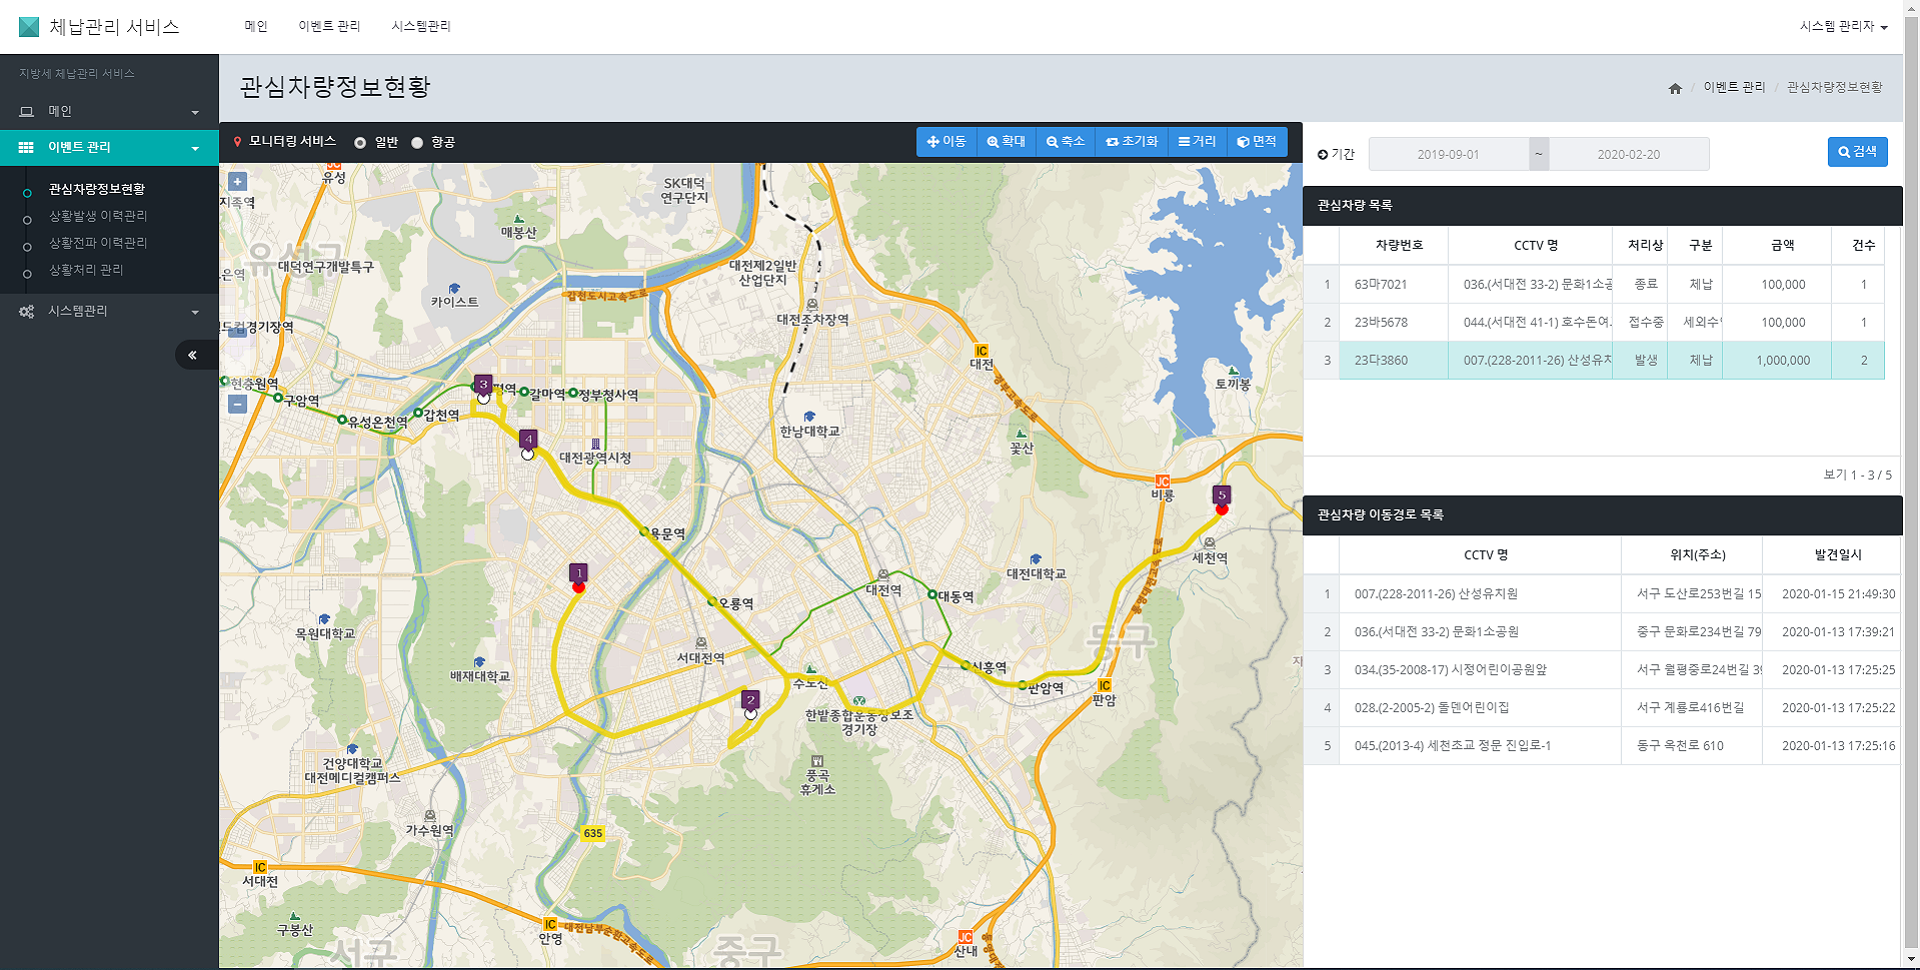 체납관리 서비스
메인 이벤트 관리 시스템관리
시스템 관리자
지방세 체납관리 서비스
메인
이벤트 관리
관심차량정보현황
상황발생 이력관리
상황전파 이력관리
상황처리 관리
시스템관리
관심차량정보현황
/ 이벤트 관리 / 관심차량정보현황
모니터링 서비스 일반 항공
이동 확대 축소 초기화 거리 면적
유성
지족역
SK대덕
연구단지
매봉산
유성구
대덕연구개발특구
대전제2일반
산업단지
카이스트
갑천도시고속도로
대전조차장역
월드컵경기장역
IC
대전
경부고속도로
토끼봉
현충원역
구암역
유성온천역
갑천역
3
갈마역
정부청사역
4
대전광역시청
한남대학교
꽃산
JC
비룡
5
세천역
용문역
1
대전역
대전대학교
대동역
오룡역
목원대학교
서대전역
동구
배재대학교
수도산
신흥역
판암역
IC
판암
2
한밭종합운동장보조
경기장
건양대학교
대전메디컬캠퍼스
풍곡
휴게소
가수원역
635
IC
서대전
구봉산
서구
IC
안영
대전남부순환고속도로
중구
JC
산내
기간 2019-09-01 ~ 2020-02-20 검색
관심차량 목록
차량번호 CCTV 명 처리상 구분 금액 건수
1 63마7021 036.(서대전 33-2) 문화1소공 종료 체납 100,000 1
2 23바5678 044.(서대전 41-1) 호수돈여. 접수중 세외수 100,000 1
3 23다3860 007.(228-2011-26) 산성유치 발생 체납 1,000,000 2
보기 1 - 3 / 5
관심차량 이동경로 목록
CCTV 명 위치(주소) 발견일시
1 007.(228-2011-26) 산성유치원 서구 도산로253번길 15 2020-01-15 21:49:30
2 036.(서대전 33-2) 문화1소공원 중구 문화로234번길 79 2020-01-13 17:39:21
3 034.(35-2008-17) 시정어린이공원앞 서구 월평중로24번길 39 2020-01-13 17:25:25
4 028.(2-2005-2) 돌덴어린이집 서구 계룡로416번길 2020-01-13 17:25:22
5 045.(2013-4) 세천초교 정문 진입로-1 동구 옥천로 610 2020-01-13 17:25:16